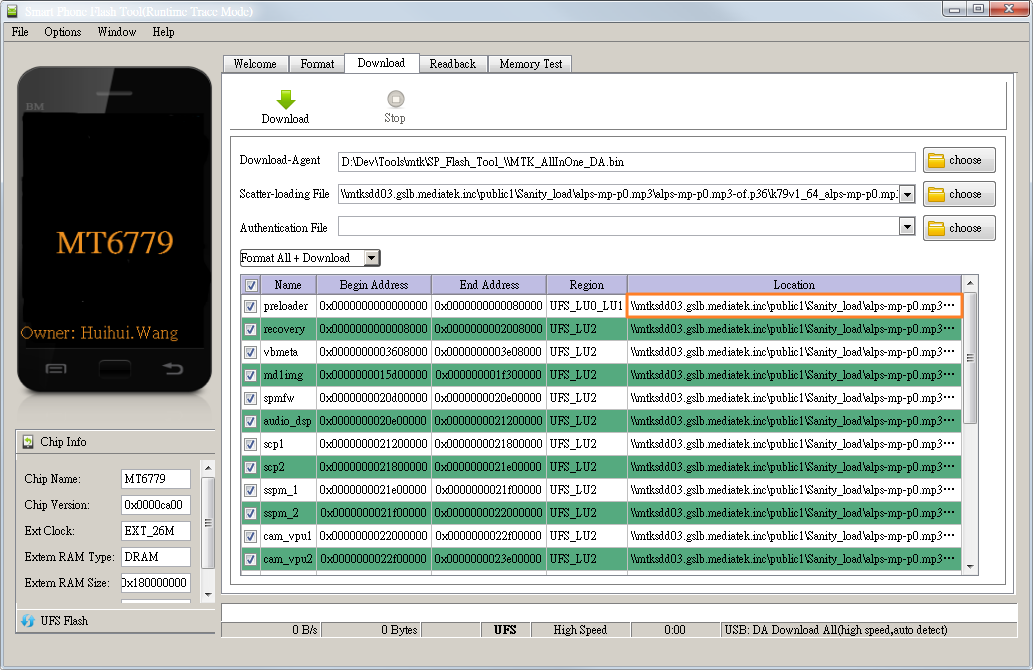 Smart Phone Flash Tool(Runtime Trace Mode)
File Options Window Help
BM
MT6779
Owner: Huihui.Wang
Chip Info
Chip Name: MT6779
Chip Version: 0x0000ca00
Ext Clock: EXT_26M
Extern RAM Type: DRAM
Extern RAM Size: 0x180000000
UFS Flash
Welcome Format Download Readback Memory Test
Download Stop
Download-Agent D:\Dev\Tools\mtk\SP_Flash_Tool_\\MTK_AllInOne_DA.bin choose
Scatter-loading File \\mtksdd03.gslb.mediatek.inc\public1\Sanity_load\alps-mp-p0.mp3\alps-mp-p0.mp3-of.p36\k79v1_64_alps-mp-p0.mp: choose
Authentication File choose
Format All + Download
Name Begin Address End Address Region Location
preloader 0x0000000000000000 0x0000000000080000 UFS_LU0_LU1 \\mtksdd03.gslb.mediatek.inc\public1\Sanity_load\alps-mp-p0.mp3···
recovery 0x0000000000008000 0x0000000002008000 UFS_LU2 \\mtksdd03.gslb.mediatek.inc\public1\Sanity_load\alps-mp-p0.mp3···
vbmeta 0x0000000003608000 0x0000000003e08000 UFS_LU2 \\mtksdd03.gslb.mediatek.inc\public1\Sanity_load\alps-mp-p0.mp3···
md1img 0x0000000015d00000 0x000000001f300000 UFS_LU2 \\mtksdd03.gslb.mediatek.inc\public1\Sanity_load\alps-mp-p0.mp3···
spmfw 0x0000000020d00000 0x0000000020e00000 UFS_LU2 \\mtksdd03.gslb.mediatek.inc\public1\Sanity_load\alps-mp-p0.mp3···
audio_dsp 0x0000000020e00000 0x0000000021200000 UFS_LU2 \\mtksdd03.gslb.mediatek.inc\public1\Sanity_load\alps-mp-p0.mp3···
scp1 0x0000000021200000 0x0000000021800000 UFS_LU2 \\mtksdd03.gslb.mediatek.inc\public1\Sanity_load\alps-mp-p0.mp3···
scp2 0x0000000021800000 0x0000000021e00000 UFS_LU2 \\mtksdd03.gslb.mediatek.inc\public1\Sanity_load\alps-mp-p0.mp3···
sspm_1 0x0000000021e00000 0x0000000021f00000 UFS_LU2 \\mtksdd03.gslb.mediatek.inc\public1\Sanity_load\alps-mp-p0.mp3···
sspm_2 0x0000000021f00000 0x0000000022000000 UFS_LU2 \\mtksdd03.gslb.mediatek.inc\public1\Sanity_load\alps-mp-p0.mp3···
cam_vpu1 0x0000000022000000 0x0000000022f00000 UFS_LU2 \\mtksdd03.gslb.mediatek.inc\public1\Sanity_load\alps-mp-p0.mp3···
cam_vpu2 0x0000000022f00000 0x0000000023e00000 UFS_LU2 \\mtksdd03.gslb.mediatek.inc\public1\Sanity_load\alps-mp-p0.mp3···
0 B/s 0 Bytes UFS High Speed 0:00 USB: DA Download All(high speed,auto detect)